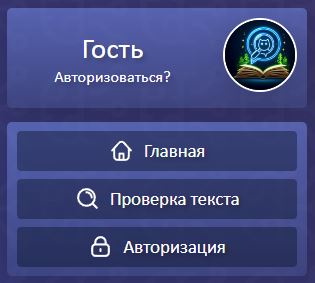 Гость
Авторизоваться?
Главная
Проверка текста
Авторизация